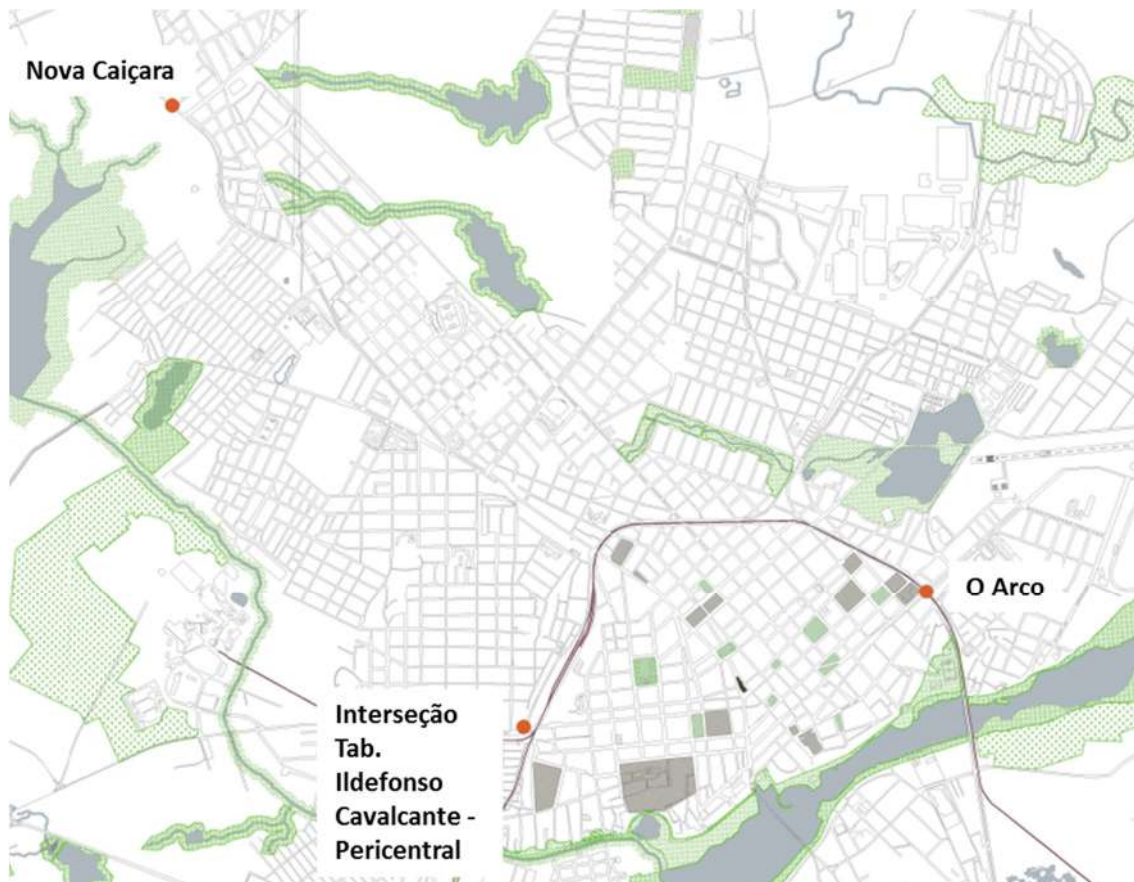 Nova Caiçara
O Arco
Interseção
Tab.
Ildefonso
Cavalcante -
Pericentral